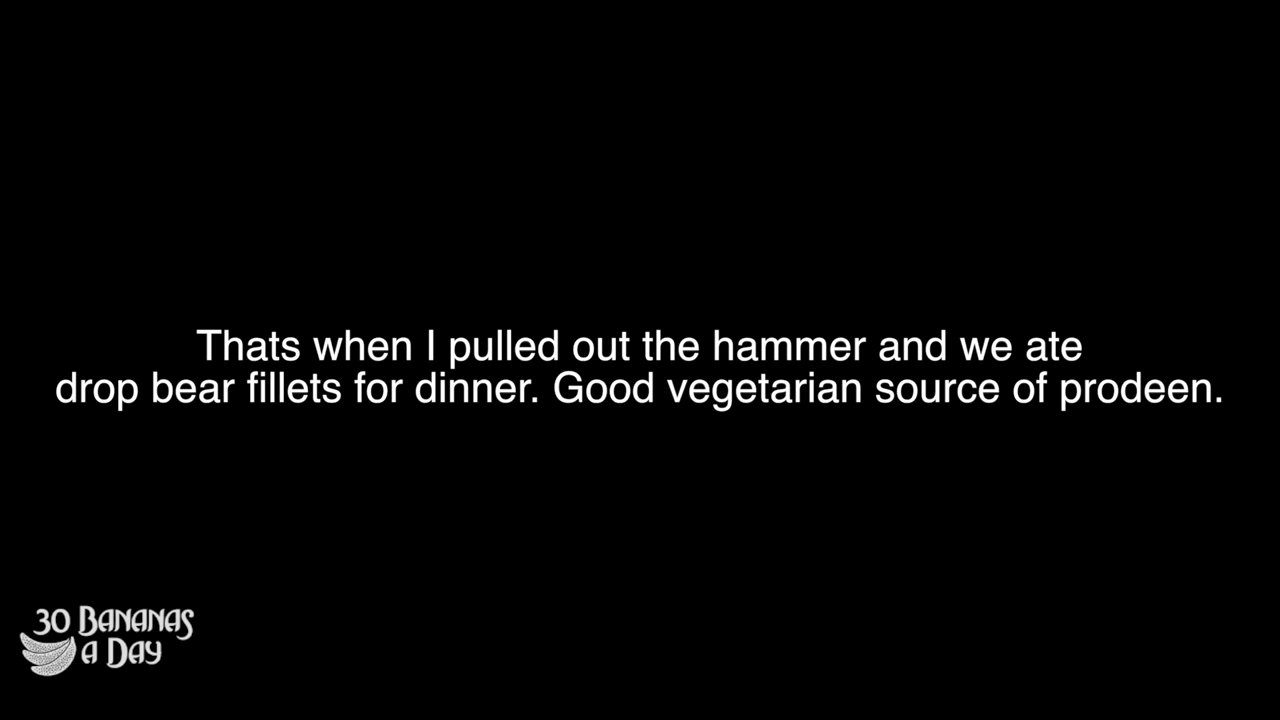 Thats when I pulled out the hammer and we ate
drop bear fillets for dinner. Good vegetarian source of prodeen.
30 BANANAS
A DAY